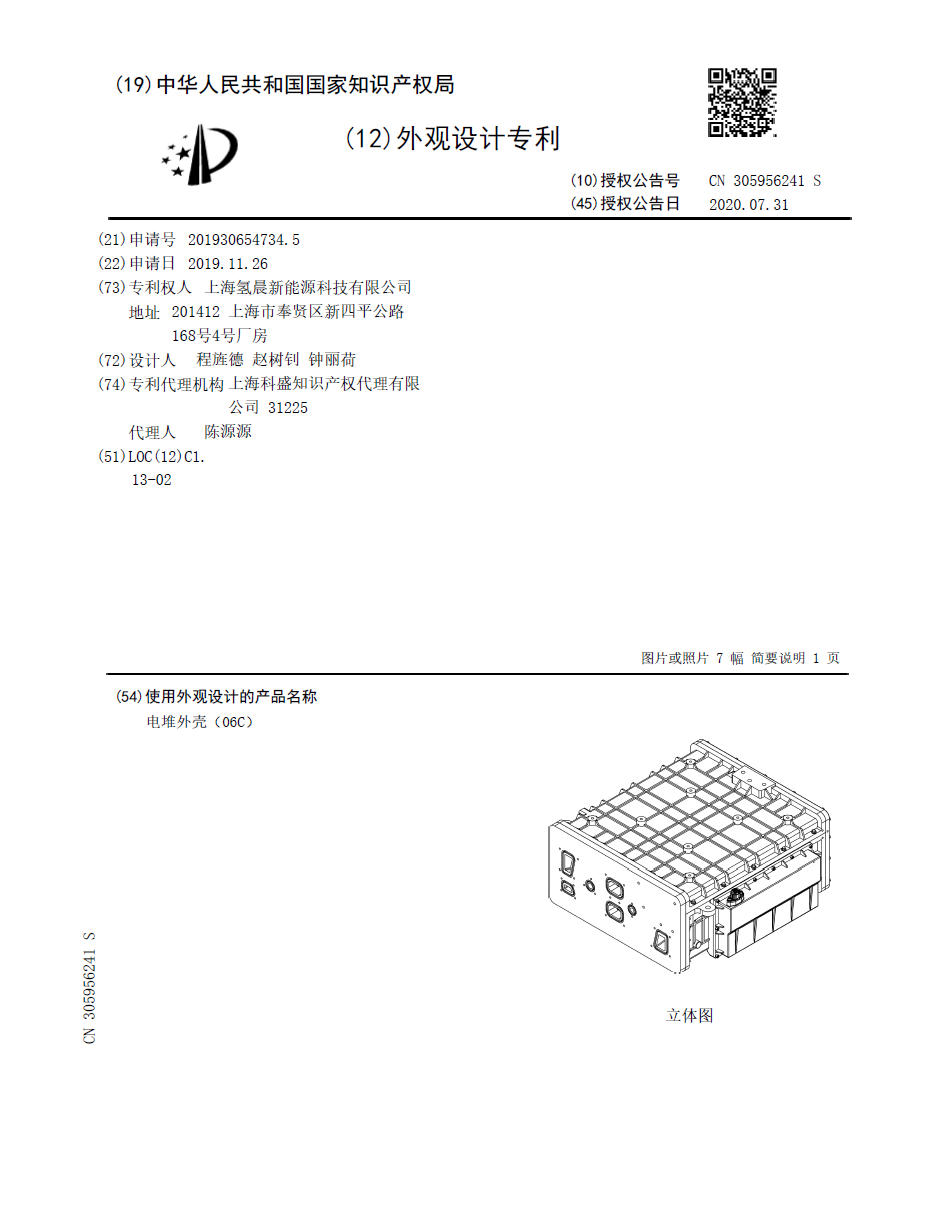 (19)中华人民共和国国家知识产权局
(12)外观设计专利
(10)授权公告号 CN 305956241 S
(45)授权公告日 2020.07.31
(21)申请号 201930654734.5
(22)申请日 2019.11.26
(73)专利权人 上海氢晨新能源科技有限公司
地址 201412 上海市奉贤区新四平公路
168号4号厂房
(72)设计人 程旌德 赵树钊 钟丽荷
(74)专利代理机构 上海科盛知识产权代理有限
公司 31225
代理人 陈源源
(51)LOC(12)Cl.
13-02
图片或照片 7 幅 简要说明 1 页
(54)使用外观设计的产品名称
电堆外壳（06C）
立体图
CN 305956241 S